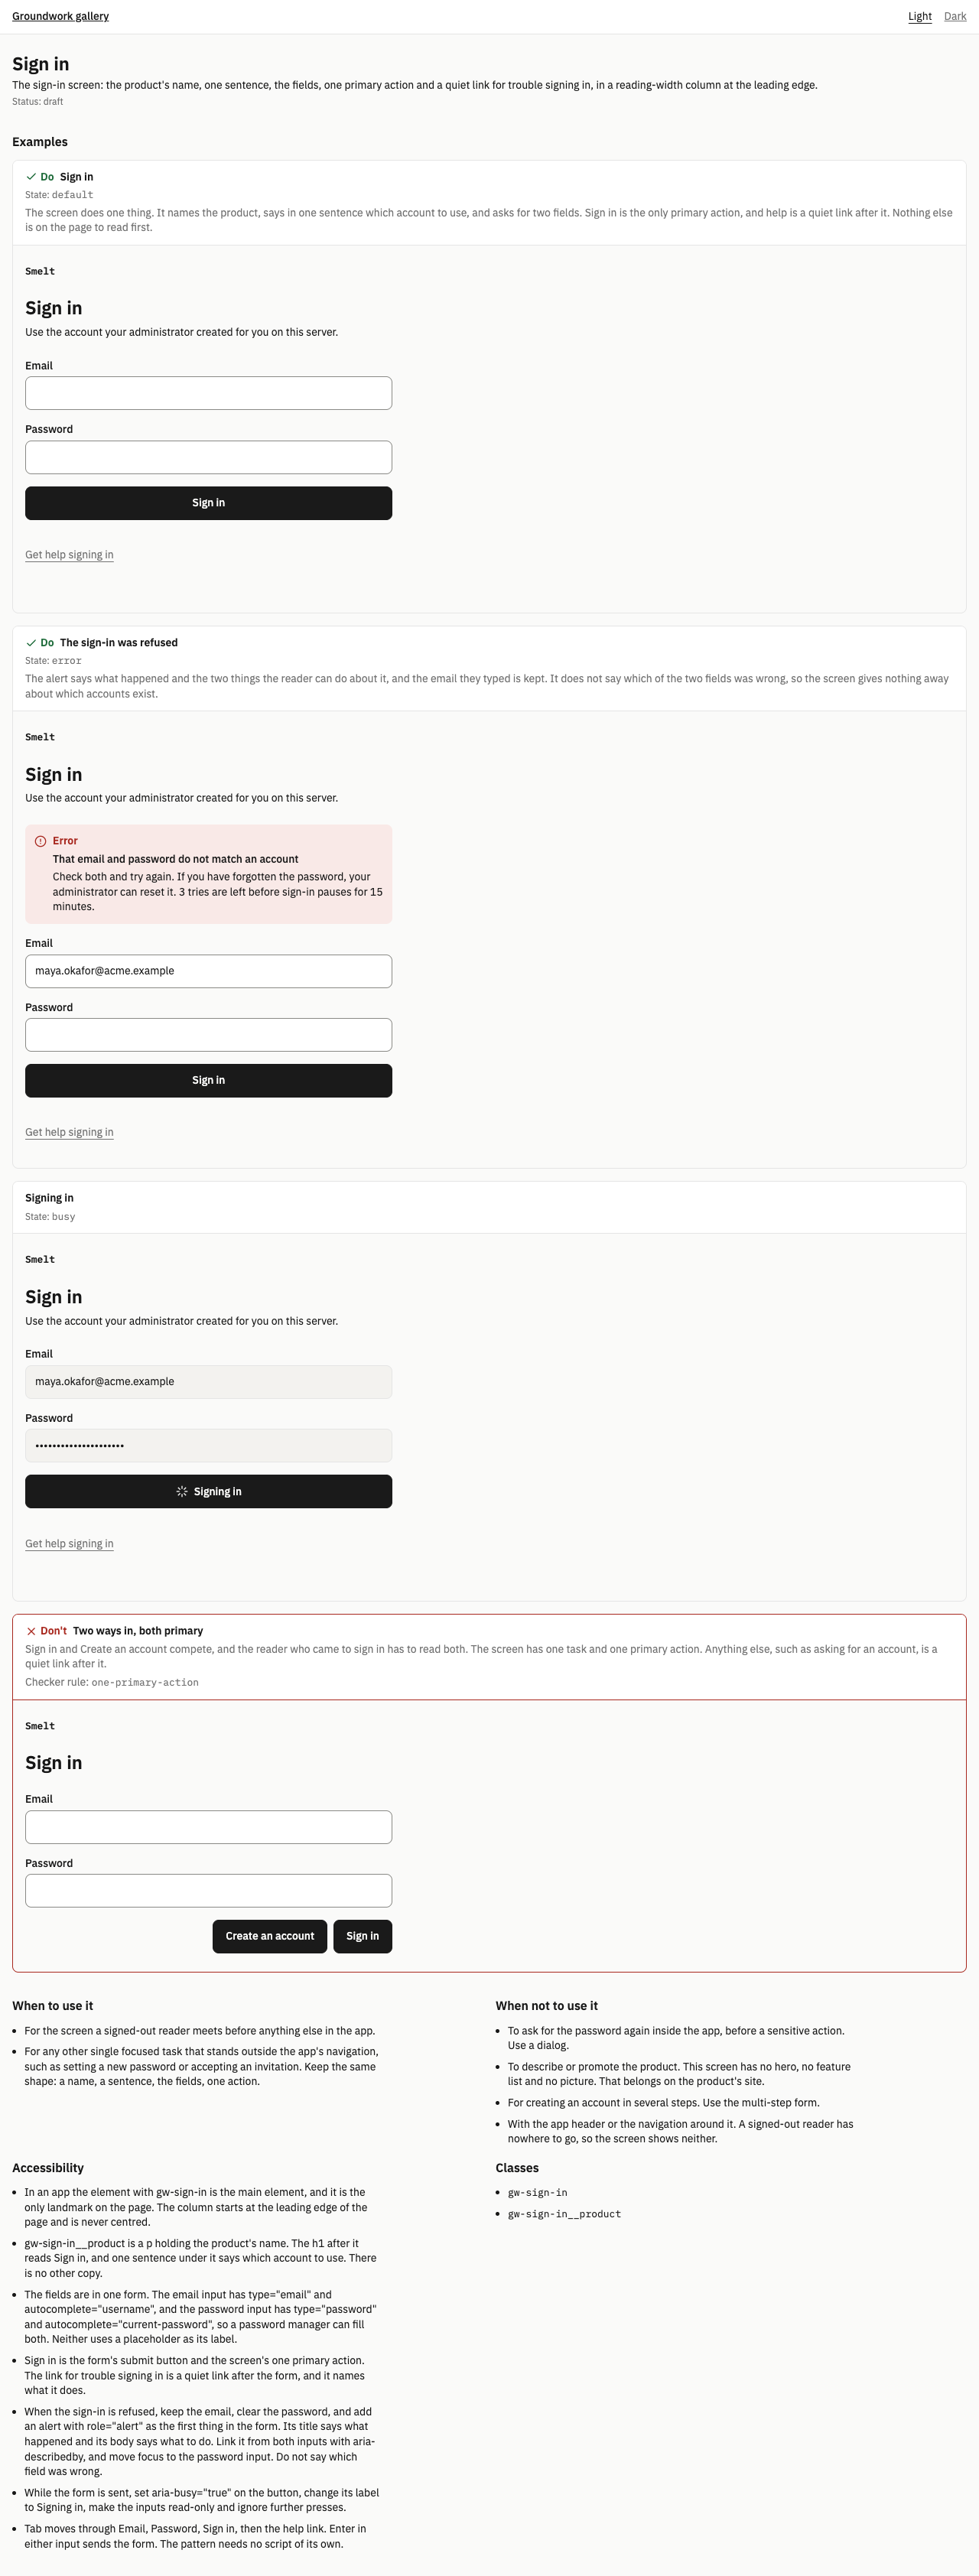 Groundwork gallery
Light Dark
Sign in
The sign-in screen: the product's name, one sentence, the fields, one primary action and a quiet link for trouble signing in, in a reading-width column at the leading edge.
Status: draft
Examples
Do Sign in
State: default
The screen does one thing. It names the product, says in one sentence which account to use, and asks for two fields. Sign in is the only primary action, and help is a quiet link after it. Nothing else
is on the page to read first.
Smelt
Sign in
Use the account your administrator created for you on this server.
Email
Password
Sign in
Get help signing in
Do The sign-in was refused
State: error
The alert says what happened and the two things the reader can do about it, and the email they typed is kept. It does not say which of the two fields was wrong, so the screen gives nothing away
about which accounts exist.
Smelt
Sign in
Use the account your administrator created for you on this server.
Error
That email and password do not match an account
Check both and try again. If you have forgotten the password, your
administrator can reset it. 3 tries are left before sign-in pauses for 15
minutes.
Email
maya.okafor@acme.example
Password
Sign in
Get help signing in
Signing in
State: busy
Smelt
Sign in
Use the account your administrator created for you on this server.
Email
maya.okafor@acme.example
Password
Signing in
Get help signing in
Don't Two ways in, both primary
Sign in and Create an account compete, and the reader who came to sign in has to read both. The screen has one task and one primary action. Anything else, such as asking for an account, is a
quiet link after it.
Checker rule: one-primary-action
Smelt
Sign in
Email
Password
Create an account Sign in
When to use it
For the screen a signed-out reader meets before anything else in the app.
For any other single focused task that stands outside the app's navigation,
such as setting a new password or accepting an invitation. Keep the same
shape: a name, a sentence, the fields, one action.
When not to use it
To ask for the password again inside the app, before a sensitive action.
Use a dialog.
To describe or promote the product. This screen has no hero, no feature
list and no picture. That belongs on the product's site.
For creating an account in several steps. Use the multi-step form.
With the app header or the navigation around it. A signed-out reader has
nowhere to go, so the screen shows neither.
Accessibility
In an app the element with gw-sign-in is the main element, and it is the
only landmark on the page. The column starts at the leading edge of the
page and is never centred.
gw-sign-in__product is a p holding the product's name. The h1 after it
reads Sign in, and one sentence under it says which account to use. There
is no other copy.
The fields are in one form. The email input has type="email" and
autocomplete="username", and the password input has type="password"
and autocomplete="current-password", so a password manager can fill
both. Neither uses a placeholder as its label.
Sign in is the form's submit button and the screen's one primary action.
The link for trouble signing in is a quiet link after the form, and it names
what it does.
When the sign-in is refused, keep the email, clear the password, and add
an alert with role="alert" as the first thing in the form. Its title says what
happened and its body says what to do. Link it from both inputs with aria-
describedby, and move focus to the password input. Do not say which
field was wrong.
While the form is sent, set aria-busy="true" on the button, change its label
to Signing in, make the inputs read-only and ignore further presses.
Tab moves through Email, Password, Sign in, then the help link. Enter in
either input sends the form. The pattern needs no script of its own.
Classes
gw-sign-in
gw-sign-in__product